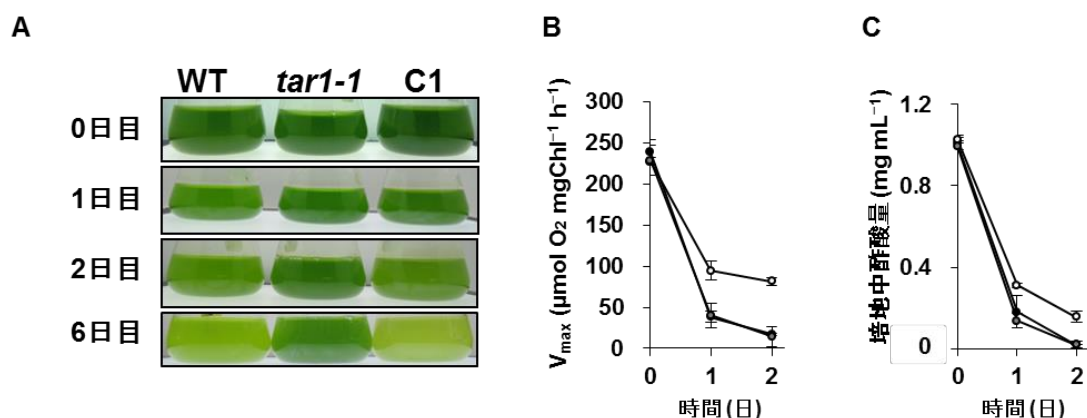 A
WT tar1-1 C1
0日目
1日目
2日目
6日目
B
Vmax (µmol O2 mgChl−1 h−1)
300
250
200
150
100
50
0
0 1 2
時間 (日)
C
培地中酢酸量 (mg mL−1)
1.2
0.8
0.4
0
0 1 2
時間 (日)